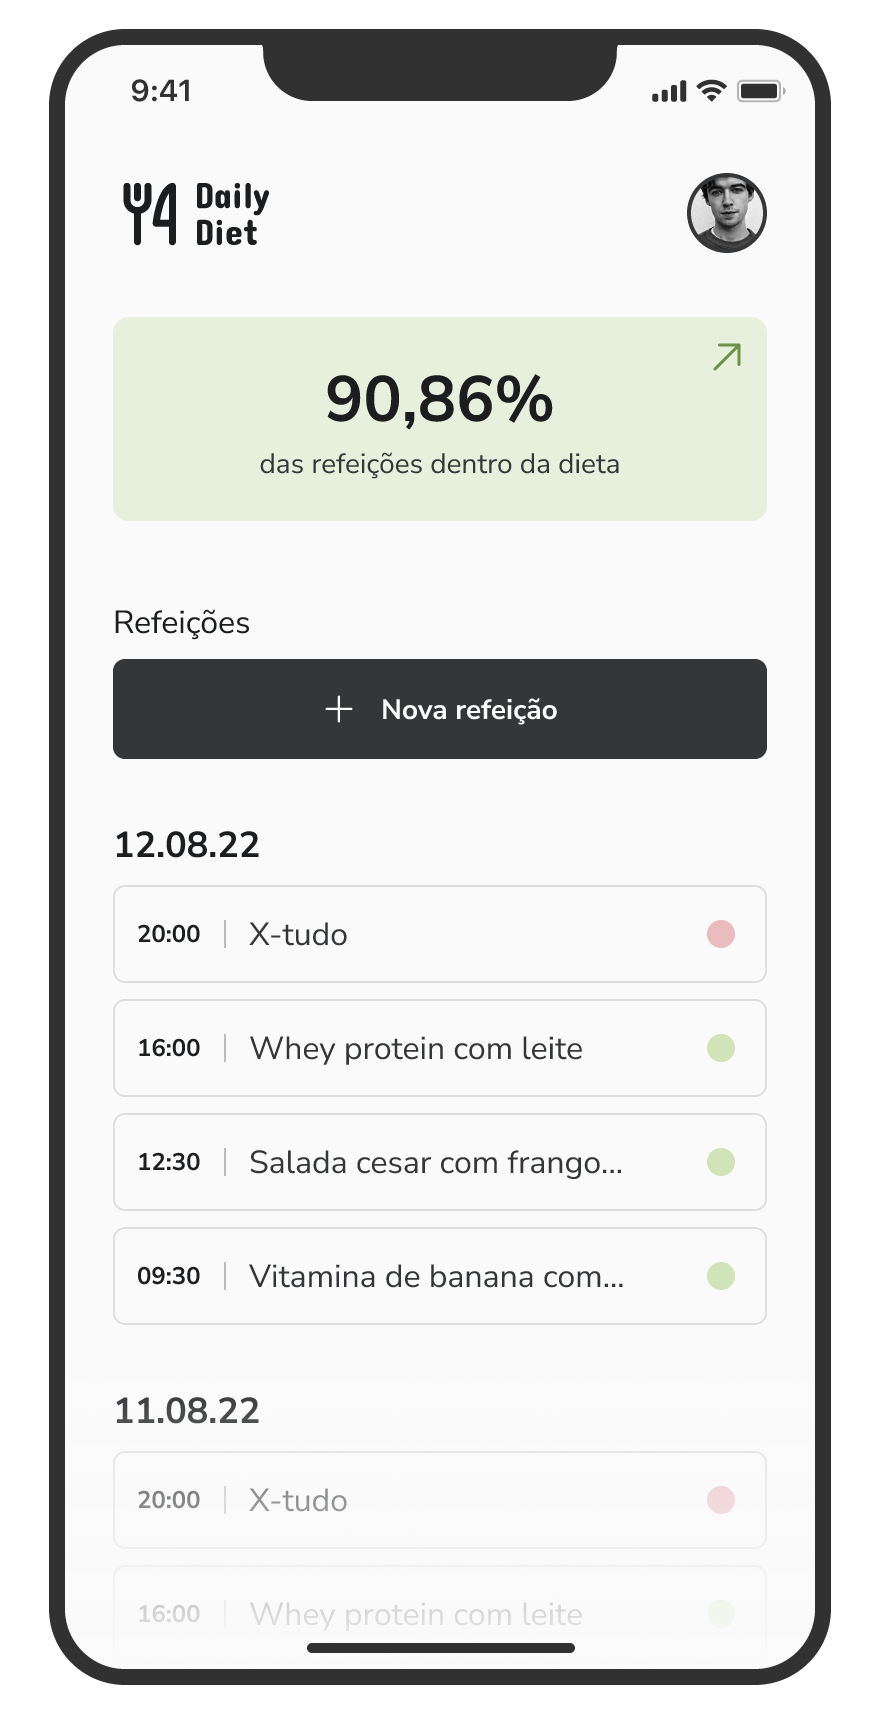 9:41
Daily
Diet
90,86%
das refeições dentro da dieta
Refeições
Nova refeição
12.08.22
20:00 X-tudo
16:00 Whey protein com leite
12:30 Salada cesar com frango...
09:30 Vitamina de banana com...
11.08.22
20:00 X-tudo
16:00 Whey protein com leite